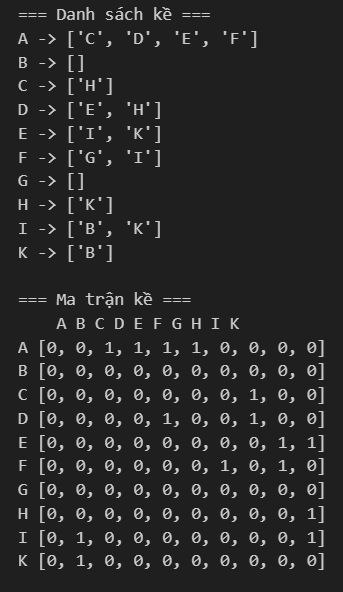 === Danh sách kề ===
A -> ['C', 'D', 'E', 'F']
B -> []
C -> ['H']
D -> ['E', 'H']
E -> ['I', 'K']
F -> ['G', 'I']
G -> []
H -> ['K']
I -> ['B', 'K']
K -> ['B']

=== Ma trận kề ===
    A B C D E F G H I K
A [0, 0, 1, 1, 1, 1, 0, 0, 0, 0]
B [0, 0, 0, 0, 0, 0, 0, 0, 0, 0]
C [0, 0, 0, 0, 0, 0, 0, 1, 0, 0]
D [0, 0, 0, 0, 1, 0, 0, 1, 0, 0]
E [0, 0, 0, 0, 0, 0, 0, 0, 1, 1]
F [0, 0, 0, 0, 0, 0, 1, 0, 1, 0]
G [0, 0, 0, 0, 0, 0, 0, 0, 0, 0]
H [0, 0, 0, 0, 0, 0, 0, 0, 0, 1]
I [0, 1, 0, 0, 0, 0, 0, 0, 0, 1]
K [0, 1, 0, 0, 0, 0, 0, 0, 0, 0]